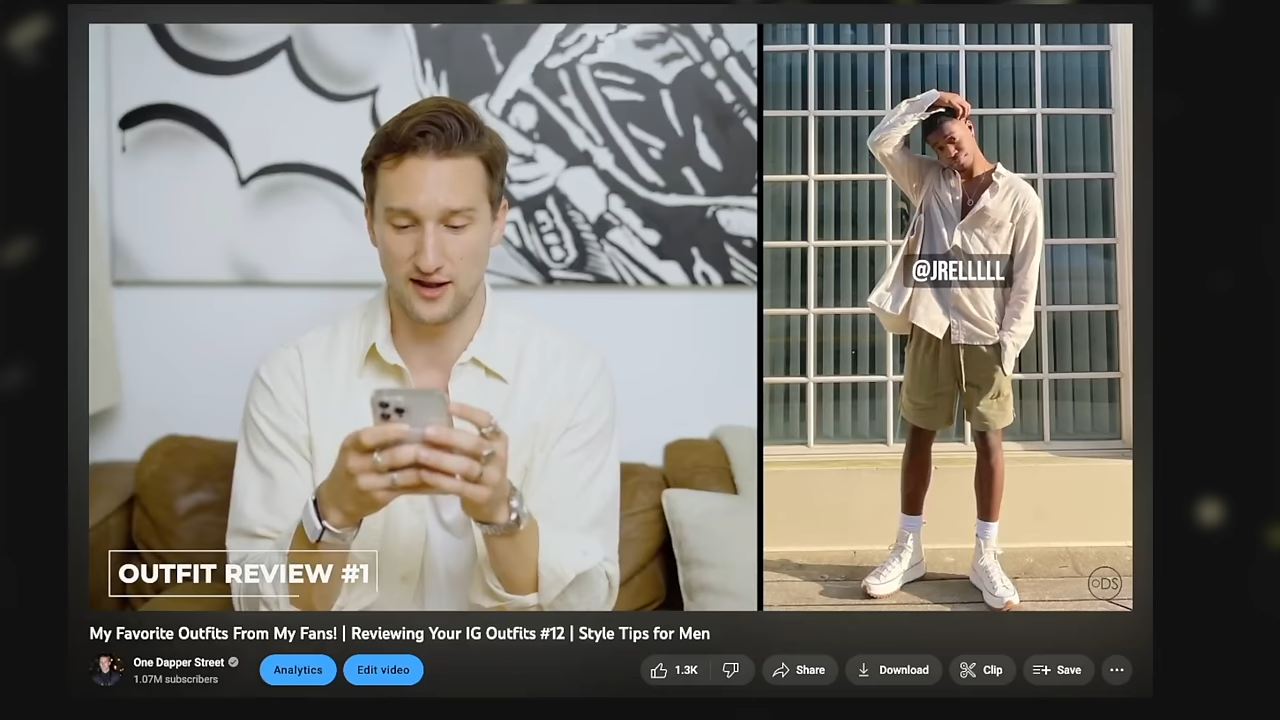 @JRELLLLL
OUTFIT REVIEW #1
ODS
My Favorite Outfits From My Fans! | Reviewing Your IG Outfits #12 | Style Tips for Men
One Dapper Street
1.07M subscribers
Analytics
Edit video
1.3K
Share
Download
Clip
Save